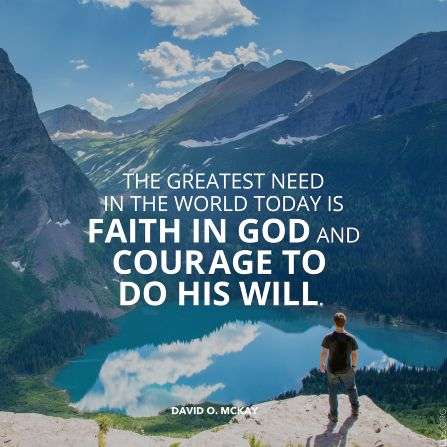 THE GREATEST NEED
IN THE WORLD TODAY IS
FAITH IN GOD AND
COURAGE TO
DO HIS WILL.
DAVID O. MCKAY